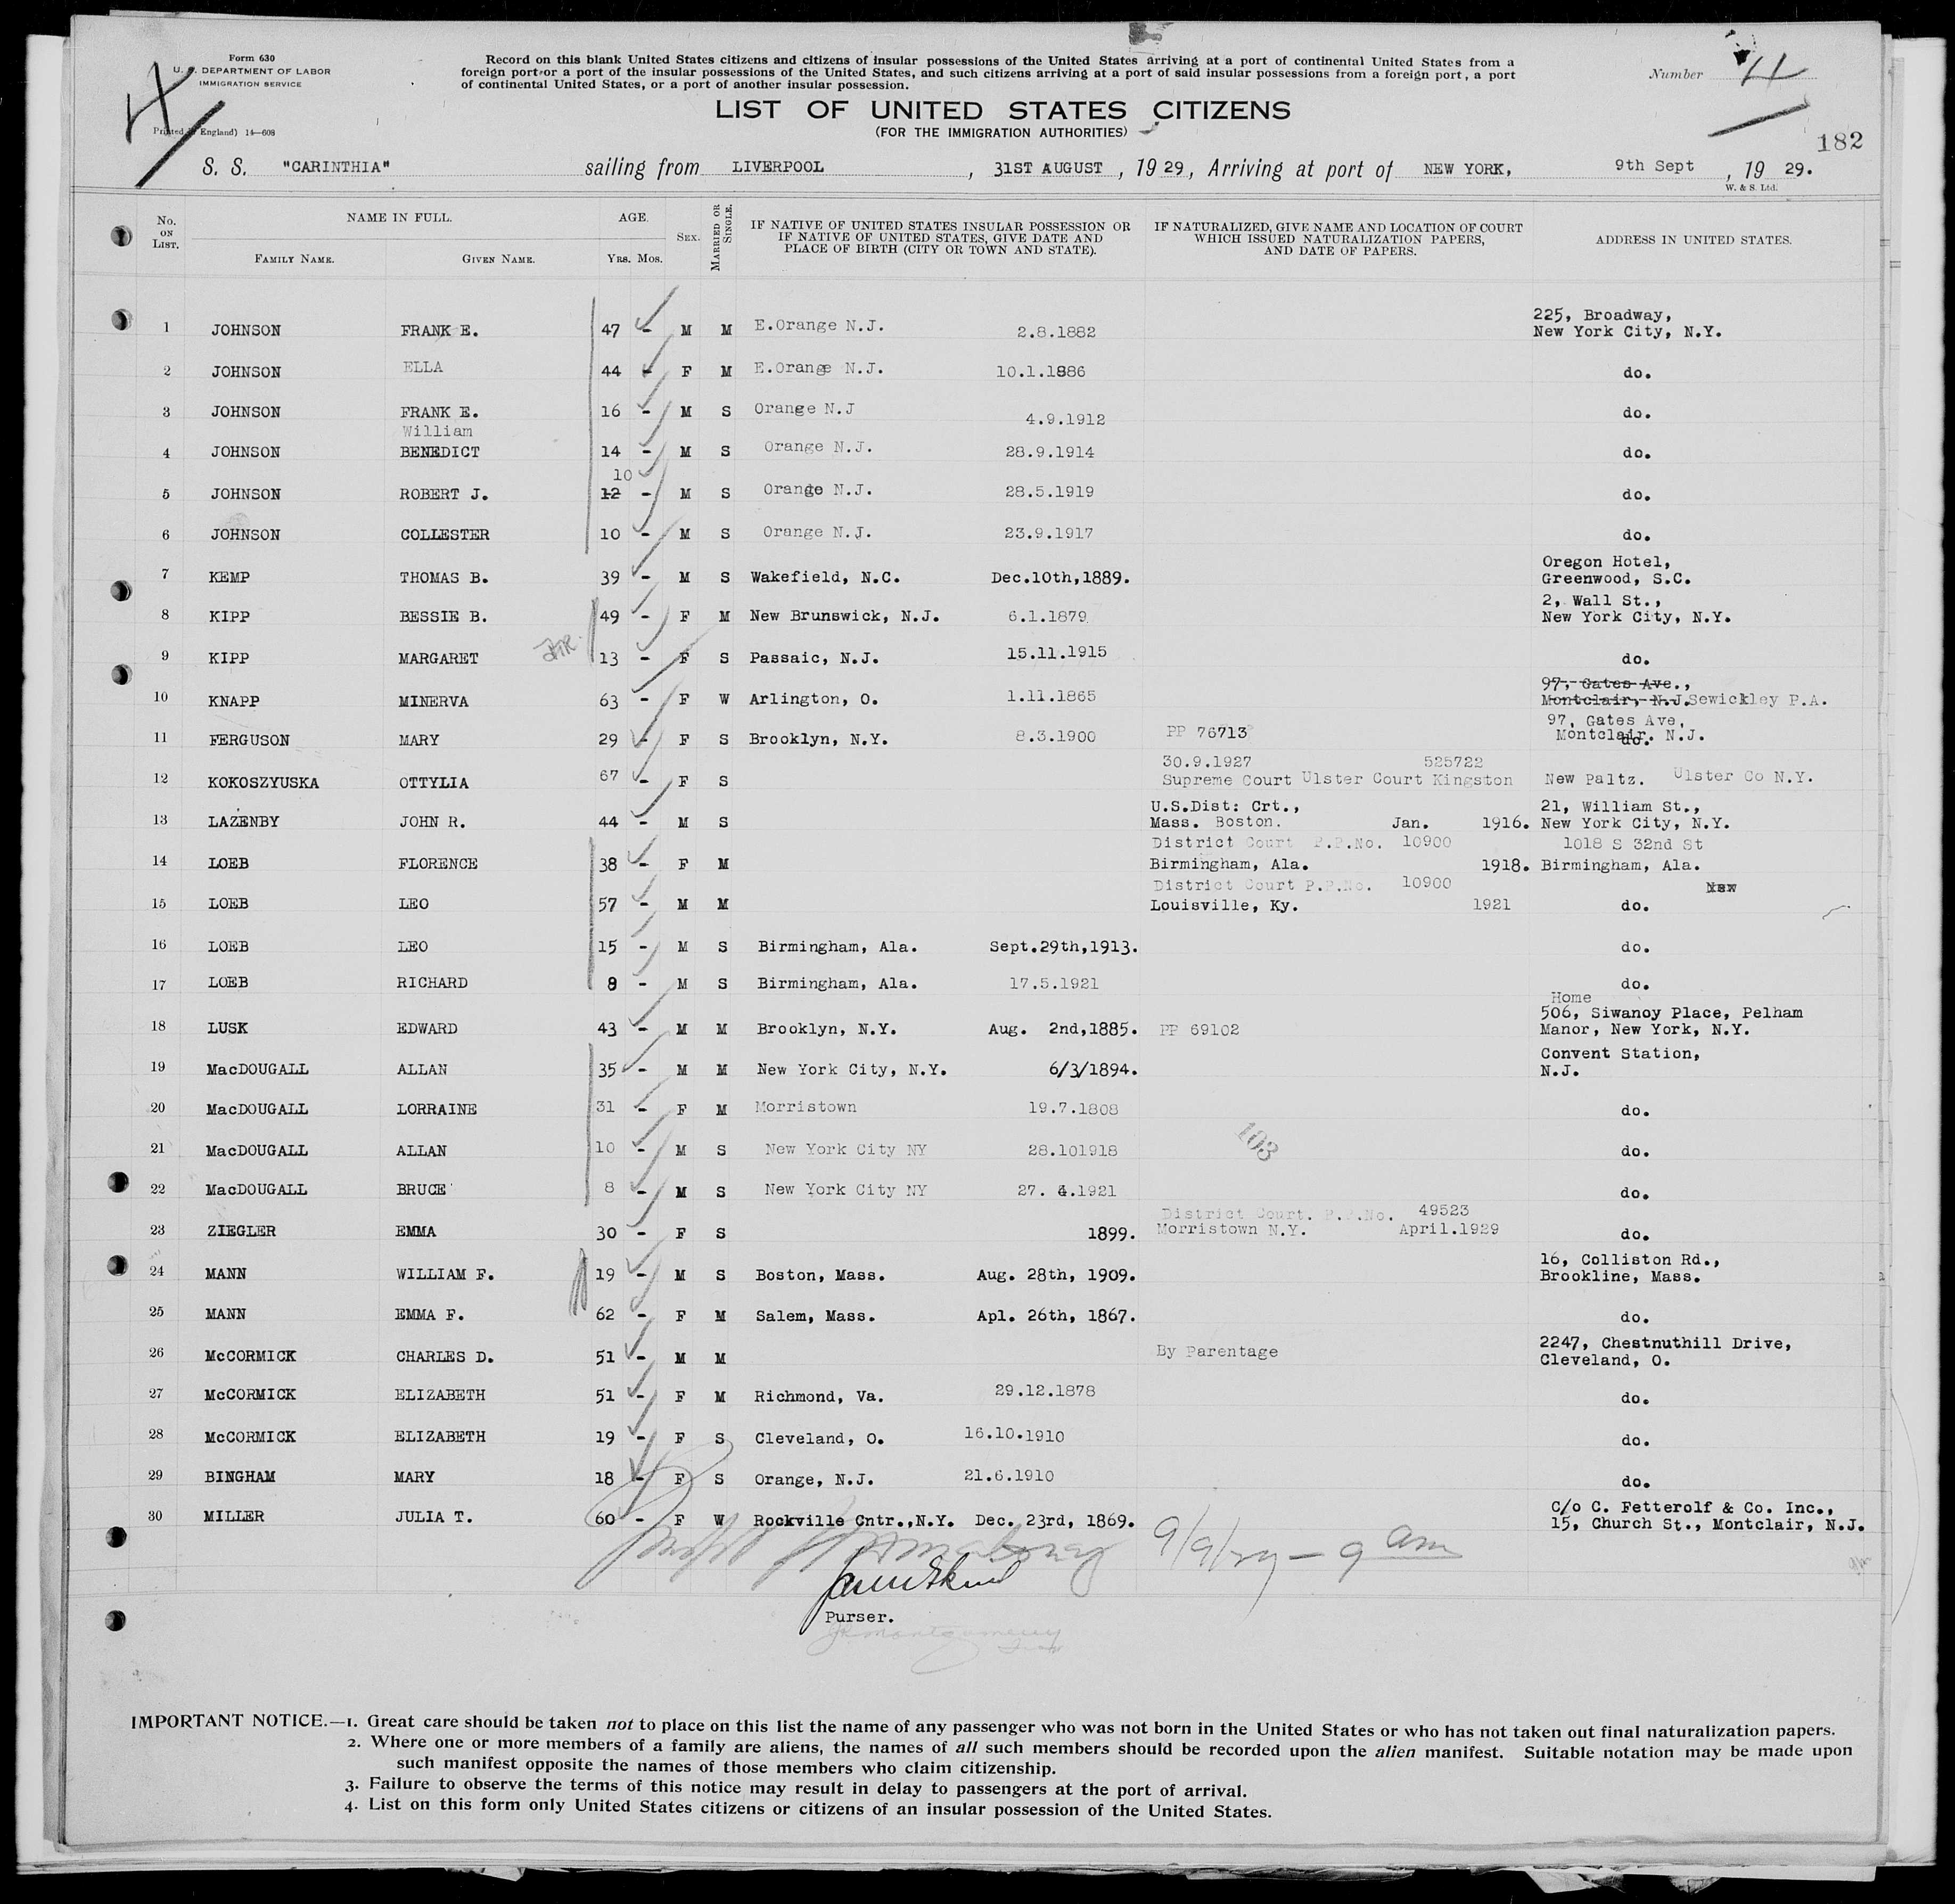 Form 630
U. S. DEPARTMENT OF LABOR
IMMIGRATION SERVICE
Printed in England) 14—608
Record on this blank United States citizens and citizens of insular possessions of the United States arriving at a port of continental United States from a
foreign port or a port of the insular possessions of the United States, and such citizens arriving at a port of said insular possessions from a foreign port, a port
of continental United States, or a port of another insular possession.
Number 11
LIST OF UNITED STATES CITIZENS
(FOR THE IMMIGRATION AUTHORITIES)
182
S. S. "CARINTHIA" sailing from LIVERPOOL, 31ST AUGUST, 1929, Arriving at port of NEW YORK, 9th Sept, 19 29.
W. & S. Ltd.
No. ON LIST. NAME IN FULL. FAMILY NAME. GIVEN NAME. AGE. YRS. MOS. SEX. MARRIED OR SINGLE. IF NATIVE OF UNITED STATES INSULAR POSSESSION OR IF NATIVE OF UNITED STATES, GIVE DATE AND PLACE OF BIRTH (CITY OR TOWN AND STATE). IF NATURALIZED, GIVE NAME AND LOCATION OF COURT WHICH ISSUED NATURALIZATION PAPERS, AND DATE OF PAPERS. ADDRESS IN UNITED STATES.
225, Broadway,
1 JOHNSON FRANK E. 47 - M M E.Orange N.J. 2.8.1882 New York City, N.Y.
2 JOHNSON ELLA 44 - F M E.Orange N.J. 10.1.1886 do.
3 JOHNSON FRANK E. 16 - M S Orange N.J 4.9.1912 do.
William
4 JOHNSON BENEDICT 14 - M S Orange N.J. 28.9.1914 do.
10
5 JOHNSON ROBERT J. 12 - M S Orange N.J. 28.5.1919 do.
6 JOHNSON COLLESTER 10 - M S Orange N.J. 23.9.1917 do.
Oregon Hotel,
7 KEMP THOMAS B. 39 - M S Wakefield, N.C. Dec.10th,1889. Greenwood, S.C.
2, Wall St.,
8 KIPP BESSIE B. 49 - F M New Brunswick, N.J. 6.1.1879 New York City, N.Y.
9 KIPP MARGARET 13 - F S Passaic, N.J. 15.11.1915 do.
97, Gates Ave.,
10 KNAPP MINERVA 63 - F W Arlington, O. 1.11.1865 Montclair, N.J. Sewickley P.A.
97, Gates Ave,
11 FERGUSON MARY 29 - F S Brooklyn, N.Y. 8.3.1900 PP 76713 Montclair. N.J. do.
30.9.1927 525722
12 KOKOSZYUSKA OTTYLIA 67 - F S Supreme Court Ulster Court Kingston New Paltz. Ulster Co N.Y.
U.S.Dist: Crt., 21, William St.,
13 LAZENBY JOHN R. 44 - M S Mass. Boston. Jan. 1916. New York City, N.Y.
District Court P.P.No. 10900 1018 S 32nd St
14 LOEB FLORENCE 38 - F M Birmingham, Ala. 1918. Birmingham, Ala.
District Court P.P.No. 10900 New
15 LOEB LEO 57 - M M Louisville, Ky. 1921 do.
16 LOEB LEO 15 - M S Birmingham, Ala. Sept.29th,1913. do.
17 LOEB RICHARD 8 - M S Birmingham, Ala. 17.5.1921 do.
Home
506, Siwanoy Place, Pelham
18 LUSK EDWARD 43 - M M Brooklyn, N.Y. Aug. 2nd,1885. PP 69102 Manor, New York, N.Y.
Convent Station,
19 MacDOUGALL ALLAN 35 - M M New York City, N.Y. 6/3/1894. N.J.
20 MacDOUGALL LORRAINE 31 - F M Morristown 19.7.1808 do.
103
21 MacDOUGALL ALLAN 10 - M S New York City NY 28.101918 do.
22 MacDOUGALL BRUCE 8 - M S New York City NY 27. 4.1921 do.
District Court. P.P.No. 49523
23 ZIEGLER EMMA 30 - F S 1899. Morristown N.Y. April.1929 do.
16, Colliston Rd.,
24 MANN WILLIAM F. 19 - M S Boston, Mass. Aug. 28th, 1909. Brookline, Mass.
25 MANN EMMA F. 62 - F M Salem, Mass. Apl. 26th, 1867. do.
2247, Chestnuthill Drive,
26 McCORMICK CHARLES D. 51 - M M By Parentage Cleveland, O.
27 McCORMICK ELIZABETH 51 - F M Richmond, Va. 29.12.1878 do.
28 McCORMICK ELIZABETH 19 - F S Cleveland, O. 16.10.1910 do.
29 BINGHAM MARY 18 - F S Orange, N.J. 21.6.1910 do.
C/o C. Fetterolf & Co. Inc.,
30 MILLER JULIA T. 60 - F W Rockville Cntr.,N.Y. Dec. 23rd, 1869. 15, Church St., Montclair, N.J.
9/9/29 — 9 am
Purser.
IMPORTANT NOTICE.—1. Great care should be taken not to place on this list the name of any passenger who was not born in the United States or who has not taken out final naturalization papers.
2. Where one or more members of a family are aliens, the names of all such members should be recorded upon the alien manifest. Suitable notation may be made upon
such manifest opposite the names of those members who claim citizenship.
3. Failure to observe the terms of this notice may result in delay to passengers at the port of arrival.
4. List on this form only United States citizens or citizens of an insular possession of the United States.